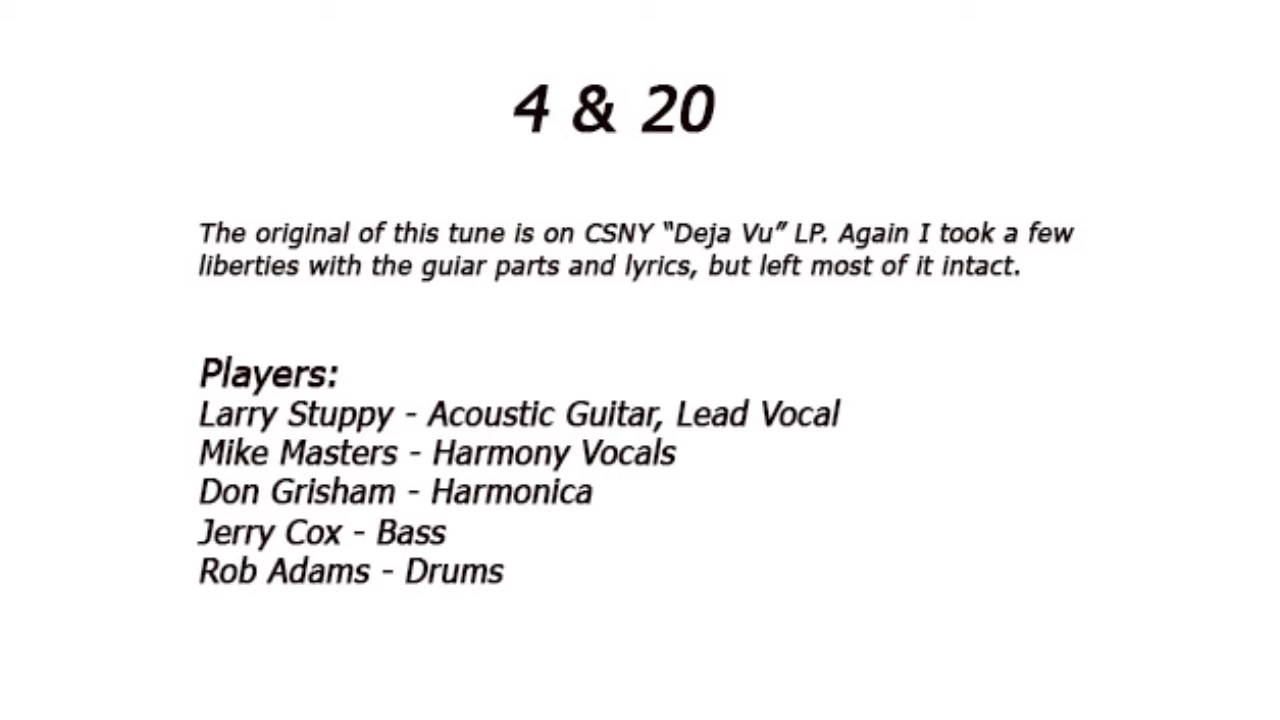 4 & 20
The original of this tune is on CSNY “Deja Vu” LP. Again I took a few
liberties with the guiar parts and lyrics, but left most of it intact.
Players:
Larry Stuppy - Acoustic Guitar, Lead Vocal
Mike Masters - Harmony Vocals
Don Grisham - Harmonica
Jerry Cox - Bass
Rob Adams - Drums